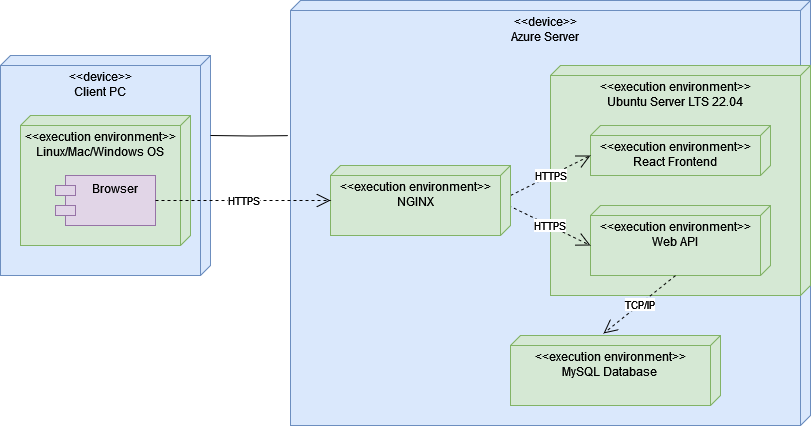 <<device>>
Azure Server
<<device>>
Client PC
<<execution environment>>
Ubuntu Server LTS 22.04
<<execution environment>>
Linux/Mac/Windows OS
<<execution environment>>
React Frontend
HTTPS
<<execution environment>>
NGINX
Browser
HTTPS
HTTPS
<<execution environment>>
Web API
TCP/IP
<<execution environment>>
MySQL Database